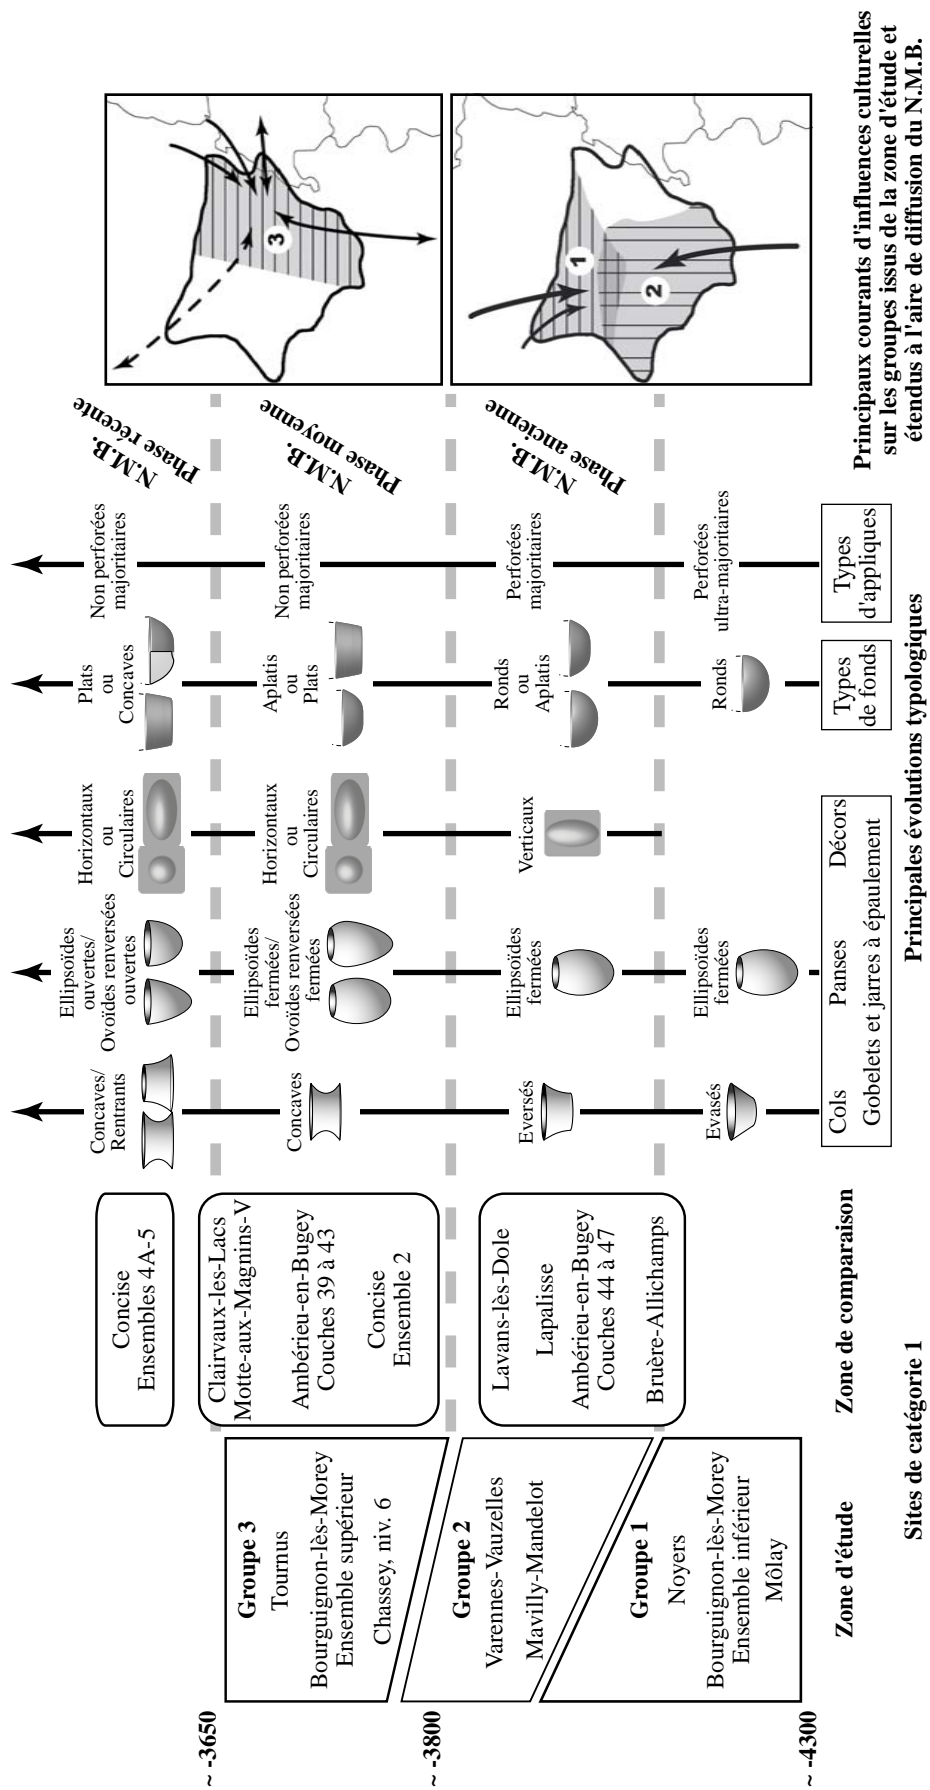 ~ -3650
~ -3800
~ -4300
Groupe 3
Tournus
Bourguignon-lès-Morey
Ensemble supérieur
Chassey, niv. 6
Groupe 2
Varennes-Vauzelles
Mavilly-Mandelot
Groupe 1
Noyers
Bourguignon-lès-Morey
Ensemble inférieur
Môlay
Zone d'étude
Concise
Ensembles 4A-5
Clairvaux-les-Lacs
Motte-aux-Magnins-V
Ambérieu-en-Bugey
Couches 39 à 43
Concise
Ensemble 2
Lavans-lès-Dole
Lapalisse
Ambérieu-en-Bugey
Couches 44 à 47
Bruère-Allichamps
Zone de comparaison
Sites de catégorie 1
Concaves/
Rentrants
Concaves
Eversés
Evasés
Cols
Ellipsoïdes
ouvertes/
Ovoïdes renversées
ouvertes
Ellipsoïdes
fermées/
Ovoïdes renversées
fermées
Ellipsoïdes
fermées
Ellipsoïdes
fermées
Panses
Horizontaux
ou
Circulaires
Horizontaux
ou
Circulaires
Verticaux
Décors
Gobelets et jarres à épaulement
Plats
ou
Concaves
Aplatis
ou
Plats
Ronds
ou
Aplatis
Ronds
Types
de fonds
Non perforées
majoritaires
Non perforées
majoritaires
Perforées
majoritaires
Perforées
ultra-majoritaires
Types
d'appliques
Principales évolutions typologiques
N.M.B.
Phase récente
N.M.B.
Phase moyenne
N.M.B.
Phase ancienne
3
1
2
Principaux courants d'influences culturelles
sur les groupes issus de la zone d'étude et
étendus à l'aire de diffusion du N.M.B.